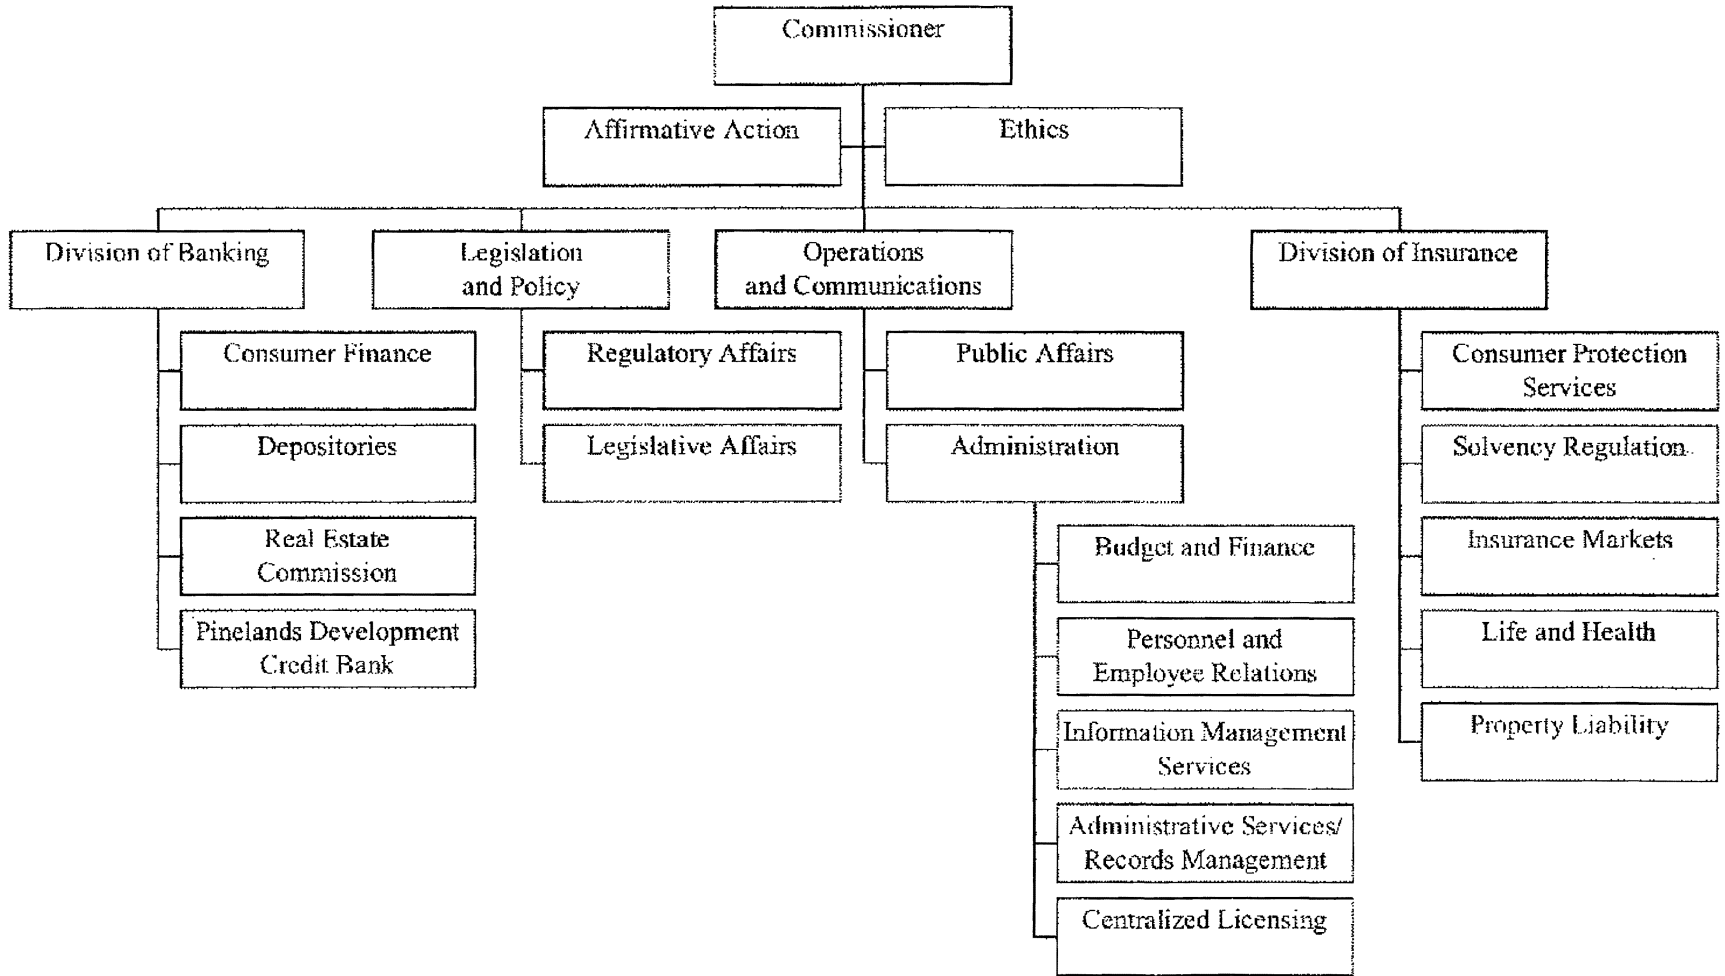 Commissioner
Affirmative Action
Ethics
Division of Banking
Legislation
and Policy
Operations
and Communications
Division of Insurance
Consumer Finance
Depositories
Real Estate
Commission
Pinelands Development
Credit Bank
Regulatory Affairs
Legislative Affairs
Public Affairs
Administration
Budget and Finance
Personnel and
Employee Relations
Information Management
Services
Administrative Services/
Records Management
Centralized Licensing
Consumer Protection
Services
Solvency Regulation
Insurance Markets
Life and Health
Property Liability